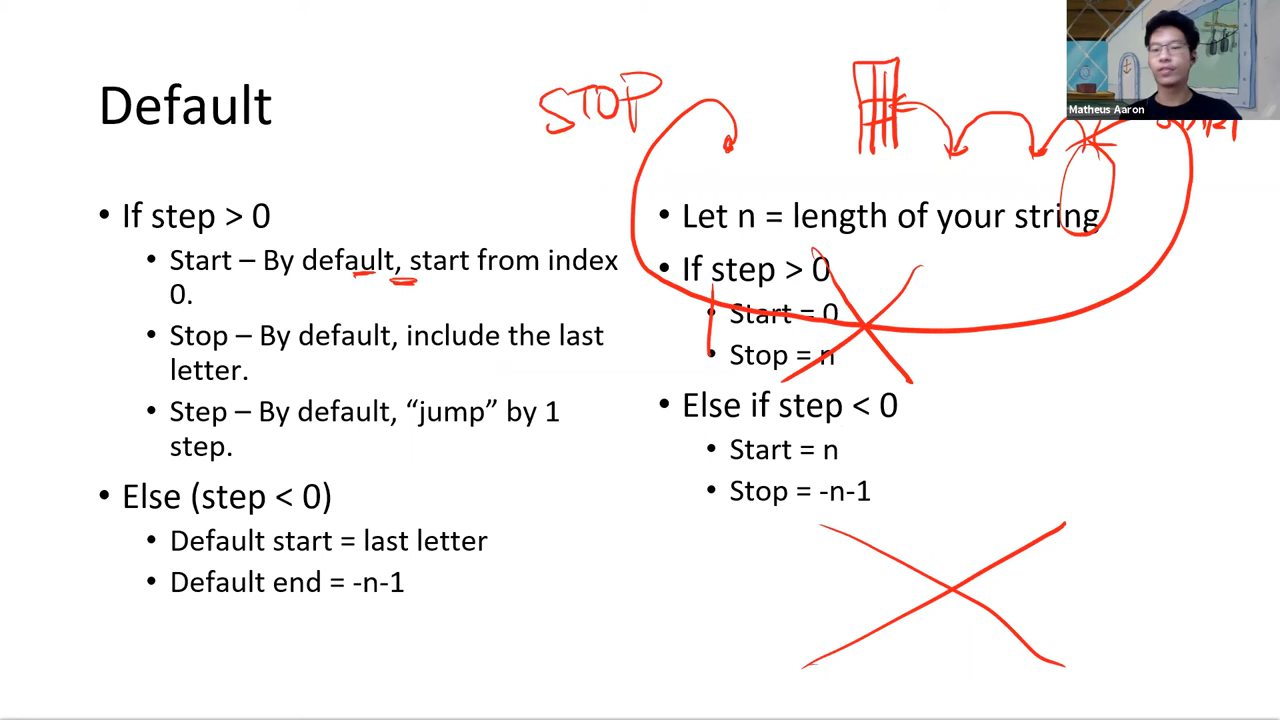 Matheus Aaron
STOP
Default
• If step > 0
• Start – By default, start from index
0.
• Stop – By default, include the last
letter.
• Step – By default, “jump” by 1
step.
• Else (step < 0)
• Default start = last letter
• Default end = -n-1
• Let n = length of your string
• If step > 0
• Start = 0
• Stop = n
• Else if step < 0
• Start = n
• Stop = -n-1